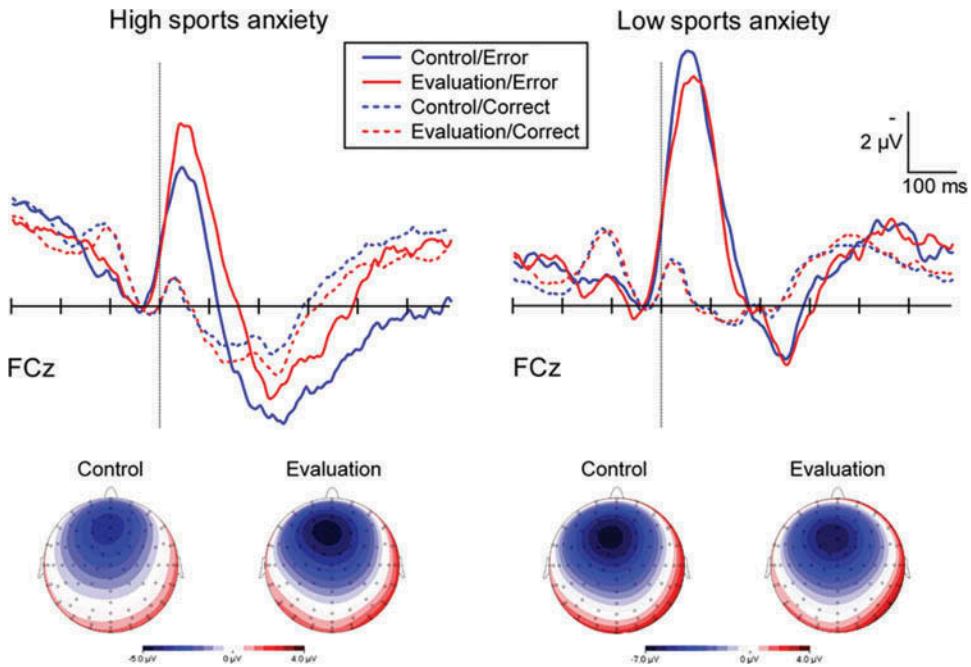 High sports anxiety
Low sports anxiety
Control/Error
Evaluation/Error
Control/Correct
Evaluation/Correct
-
2 µV
100 ms
FCz
FCz
Control
Evaluation
Control
Evaluation
-5.0 µV 0 µV 4.0 µV
-7.0 µV 0 µV 4.0 µV